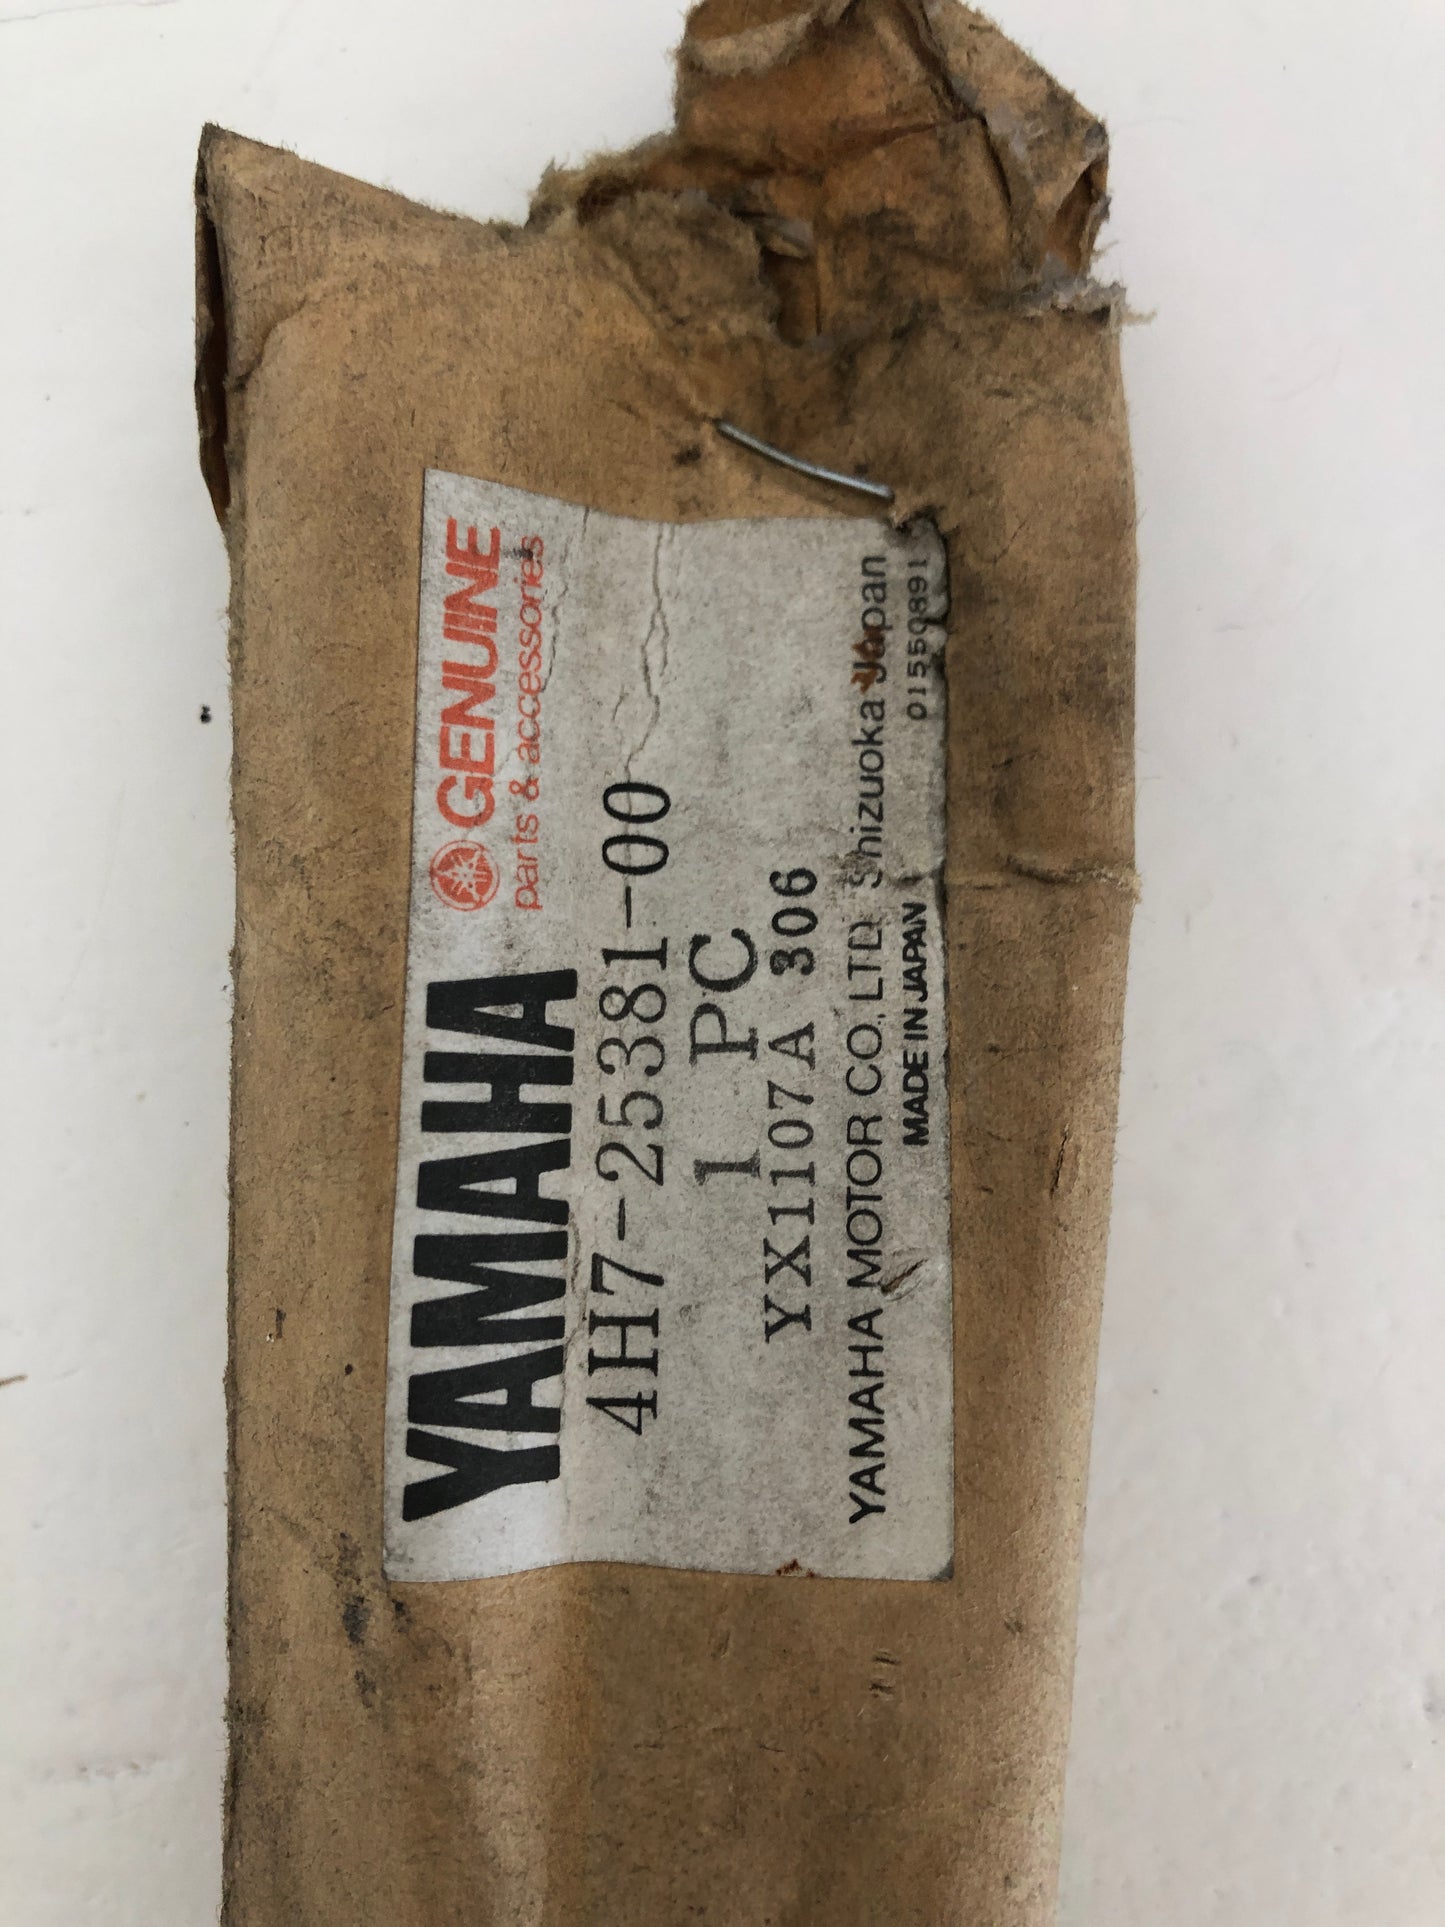 YAMAHA GENUINE
parts & accessories
4H7-25381-00
1 PC
YX1107A 306
YAMAHA MOTOR CO.,LTD. Shizuoka Japan
MADE IN JAPAN 01550891